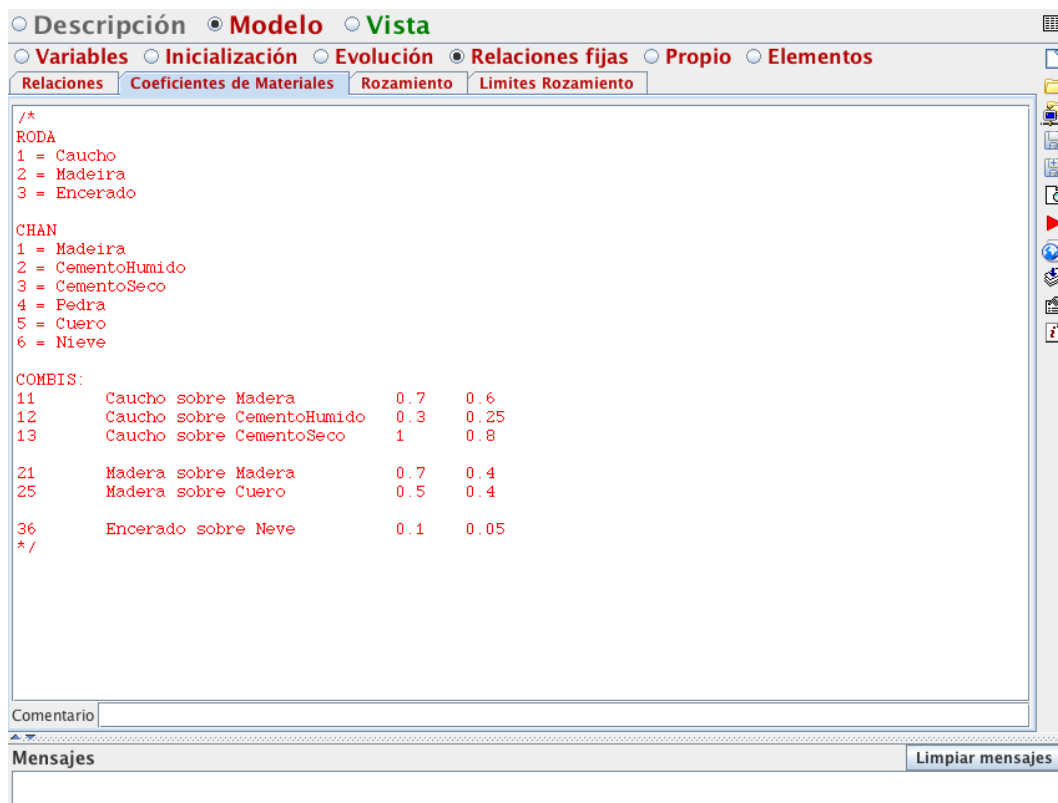 Descripción Modelo Vista
Variables Inicialización Evolución Relaciones fijas Propio Elementos
Relaciones Coeficientes de Materiales Rozamiento Limites Rozamiento
/*
RODA
1 = Caucho
2 = Madeira
3 = Encerado
CHAN
1 = Madeira
2 = CementoHumido
3 = CementoSeco
4 = Pedra
5 = Cuero
6 = Nieve
COMBIS:
11 Caucho sobre Madera 0.7 0.6
12 Caucho sobre CementoHumido 0.3 0.25
13 Caucho sobre CementoSeco 1 0.8
21 Madera sobre Madera 0.7 0.4
25 Madera sobre Cuero 0.5 0.4
36 Encerado sobre Neve 0.1 0.05
*/
Comentario
Mensajes Limpiar mensajes